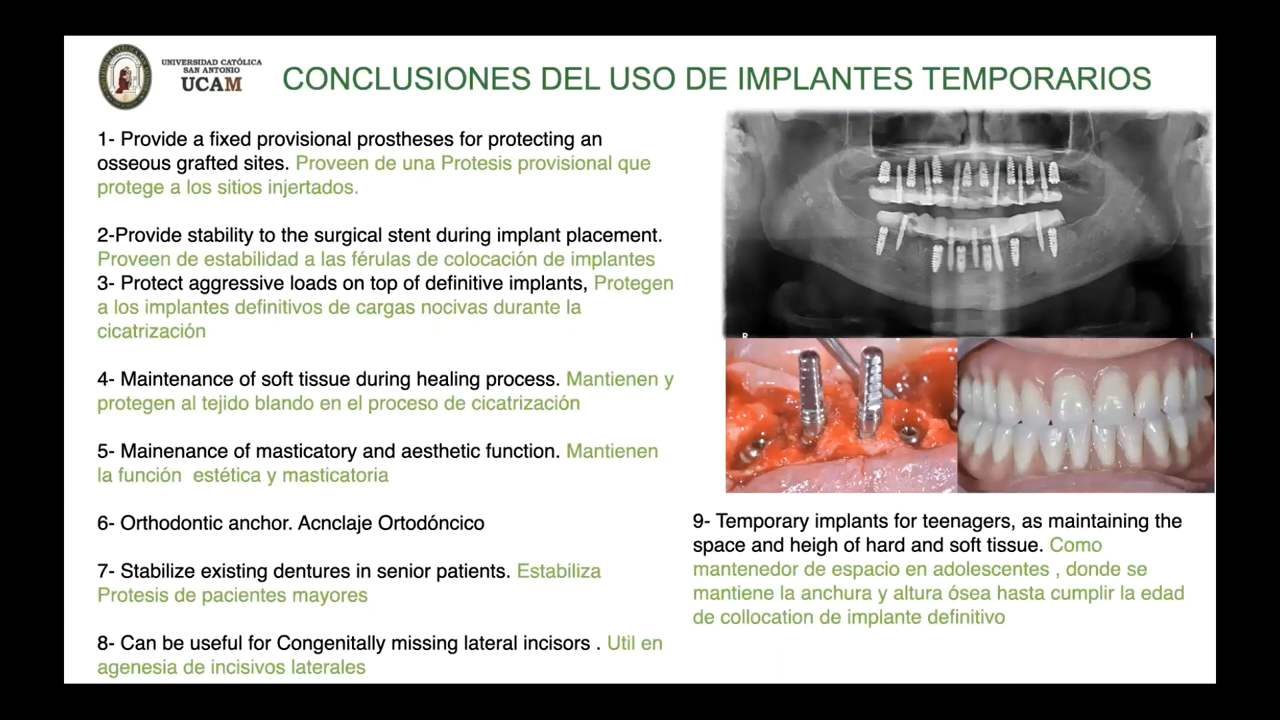 UNIVERSIDAD CATÓLICA
SAN ANTONIO
UCAM
CONCLUSIONES DEL USO DE IMPLANTES TEMPORARIOS
1- Provide a fixed provisional prostheses for protecting an
osseous grafted sites. Proveen de una Protesis provisional que
protege a los sitios injertados.
2-Provide stability to the surgical stent during implant placement.
Proveen de estabilidad a las férulas de colocación de implantes
3- Protect aggressive loads on top of definitive implants, Protegen
a los implantes definitivos de cargas nocivas durante la
cicatrización
4- Maintenance of soft tissue during healing process. Mantienen y
protegen al tejido blando en el proceso de cicatrización
5- Mainenance of masticatory and aesthetic function. Mantienen
la función estética y masticatoria
6- Orthodontic anchor. Acnclaje Ortodóncico
7- Stabilize existing dentures in senior patients. Estabiliza
Protesis de pacientes mayores
8- Can be useful for Congenitally missing lateral incisors . Util en
agenesia de incisivos laterales
R
9- Temporary implants for teenagers, as maintaining the
space and heigh of hard and soft tissue. Como
mantenedor de espacio en adolescentes , donde se
mantiene la anchura y altura ósea hasta cumplir la edad
de collocation de implante definitivo